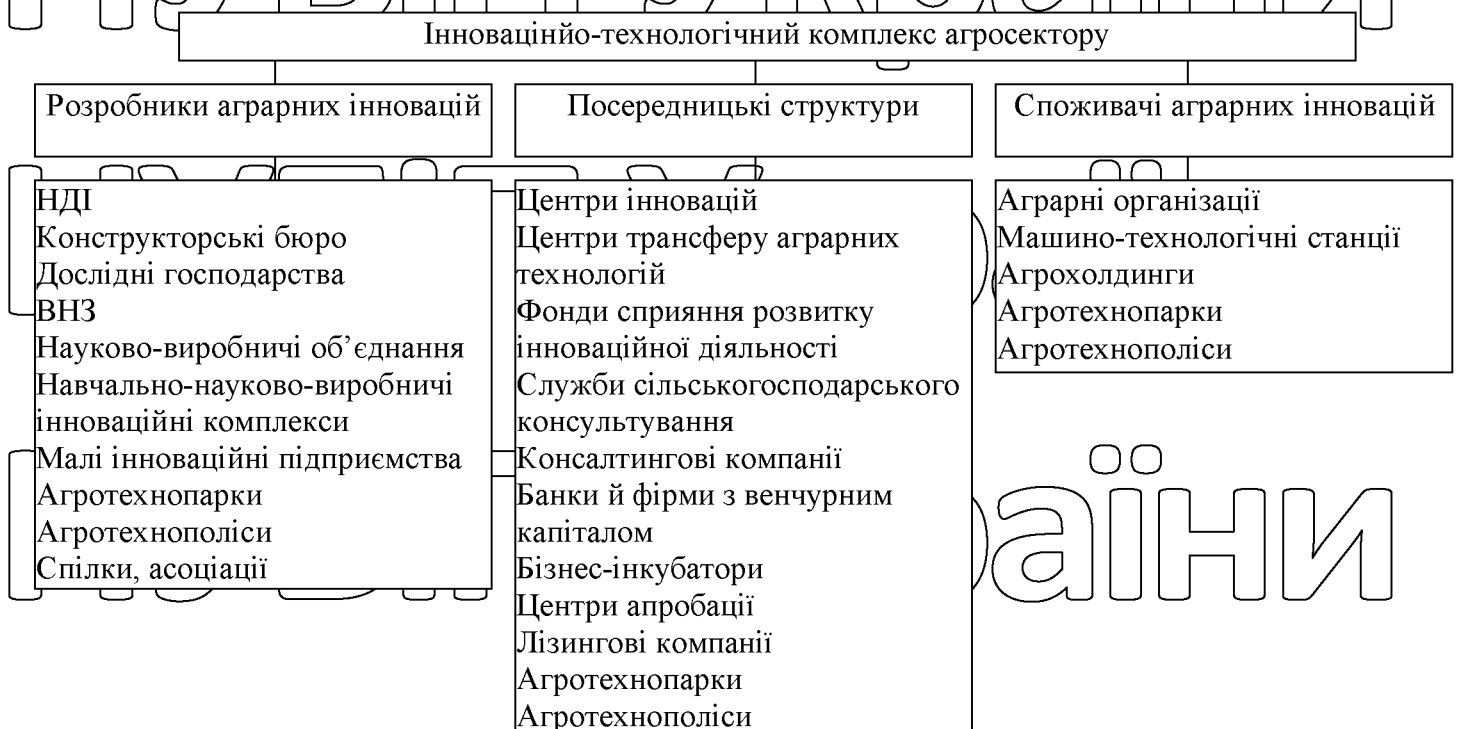 Інновацінйо-технологічний комплекс агросектору
Розробники аграрних інновацій
НДІ
Конструкторські бюро
Дослідні господарства
ВНЗ
Науково-виробничі об’єднання
Навчально-науково-виробничі
інноваційні комплекси
Малі інноваційні підприємства
Агротехнопарки
Агротехнополіси
Спілки, асоціації
Посередницькі структури
Центри інновацій
Центри трансферу аграрних
технологій
Фонди сприяння розвитку
інноваційної діяльності
Служби сільськогосподарського
консультування
Консалтингові компанії
Банки й фірми з венчурним
капіталом
Бізнес-інкубатори
Центри апробації
Лізингові компанії
Агротехнопарки
Агротехнополіси
Споживачі аграрних інновацій
Аграрні організації
Машино-технологічні станції
Агрохолдинги
Агротехнопарки
Агротехнополіси